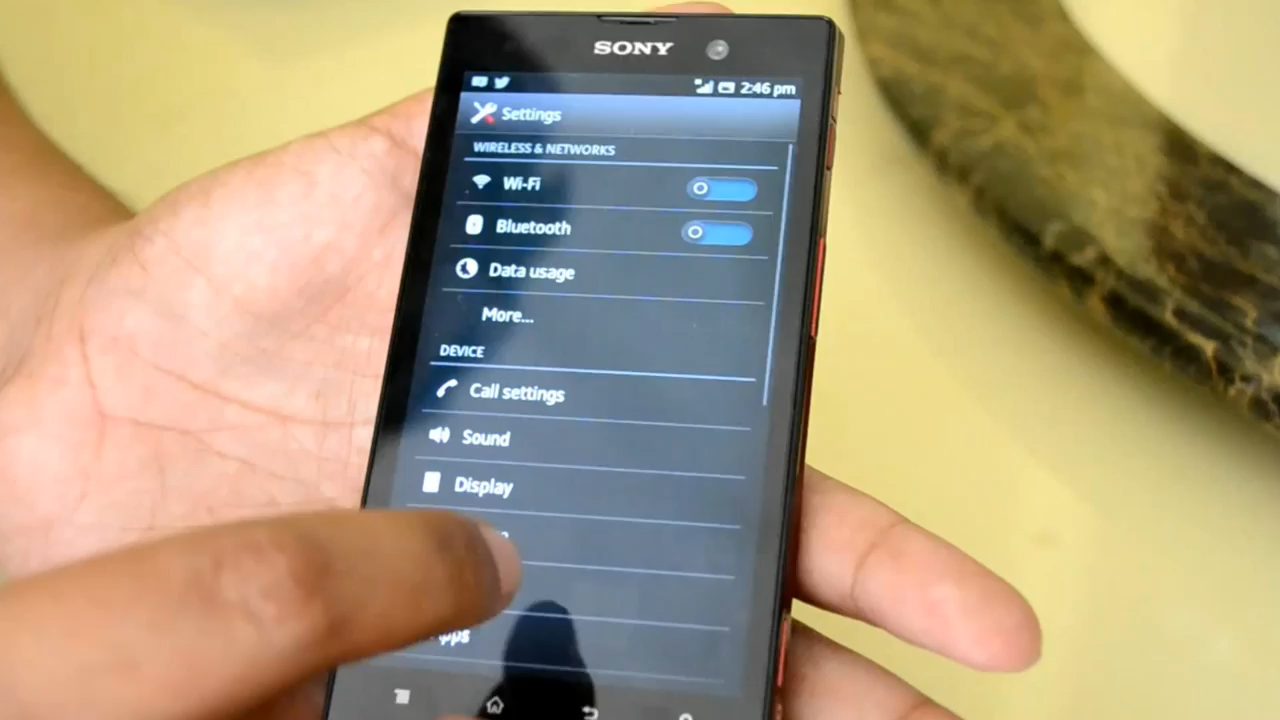 SONY
2:46 pm
Settings
WIRELESS & NETWORKS
Wi-Fi
Bluetooth
Data usage
More...
DEVICE
Call settings
Sound
Display